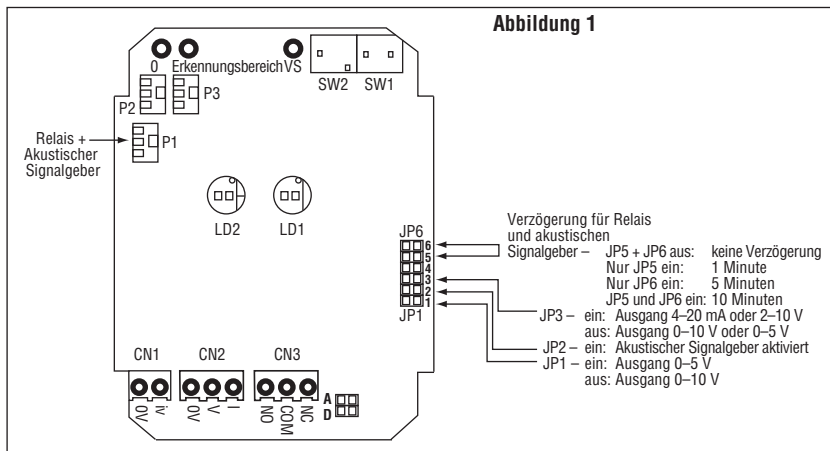 Abbildung 1
0 Erkennungsbereich VS
SW2 SW1
P2 P3
Relais +
Akustischer
Signalgeber
P1
LD2 LD1
JP6
6
5
4
3
2
1
JP1
Verzögerung für Relais
und akustischen
Signalgeber – JP5 + JP6 aus: keine Verzögerung
Nur JP5 ein: 1 Minute
Nur JP6 ein: 5 Minuten
JP5 und JP6 ein: 10 Minuten
JP3 – ein: Ausgang 4–20 mA oder 2–10 V
aus: Ausgang 0–10 V oder 0–5 V
JP2 – ein: Akustischer Signalgeber aktiviert
JP1 – ein: Ausgang 0–5 V
aus: Ausgang 0–10 V
CN1 CN2 CN3
A
D
0V iv 0V V I NO COM NC